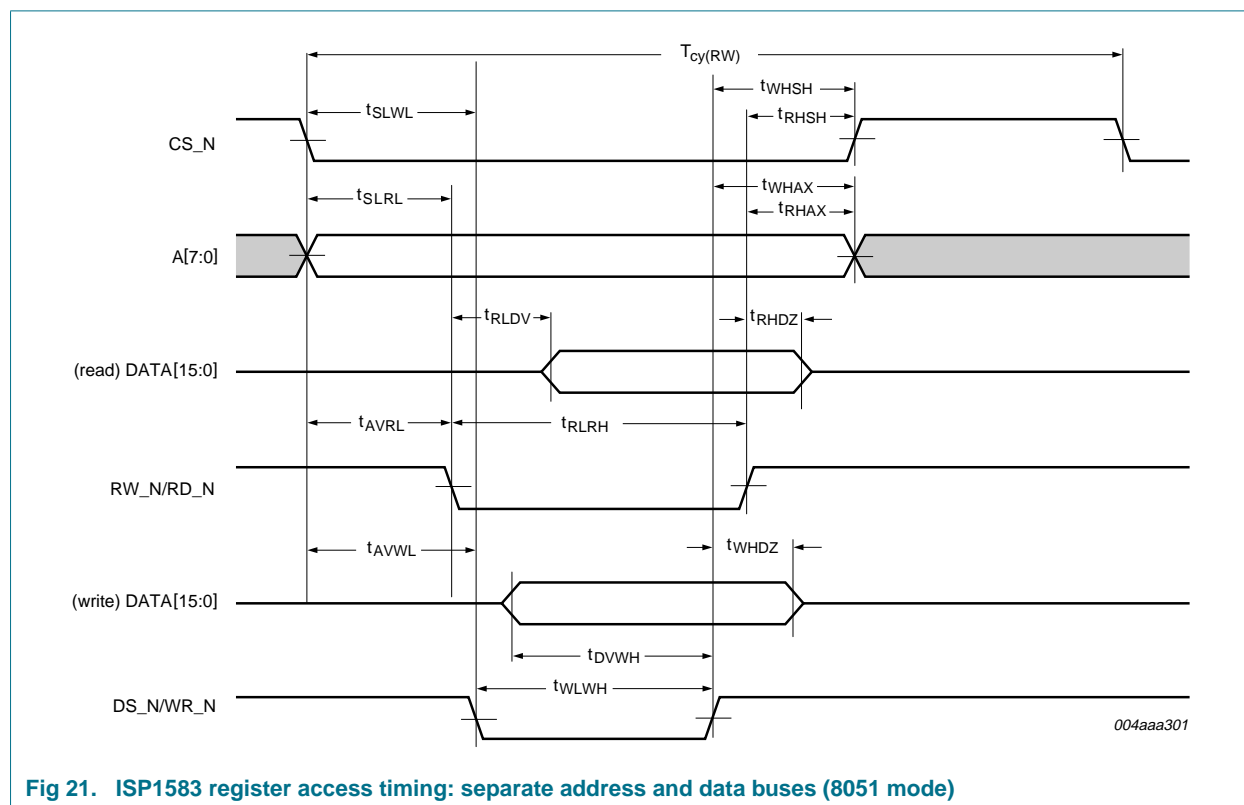 Tcy(RW)
tWHSH
tSLWL
tRHSH
CS_N
tWHAX
tSLRL
tRHAX
A[7:0]
tRLDV
tRHDZ
(read) DATA[15:0]
tAVRL
tRLRH
RW_N/RD_N
tAVWL
tWHDZ
(write) DATA[15:0]
tDVWH
tWLWH
DS_N/WR_N
004aaa301
Fig 21. ISP1583 register access timing: separate address and data buses (8051 mode)